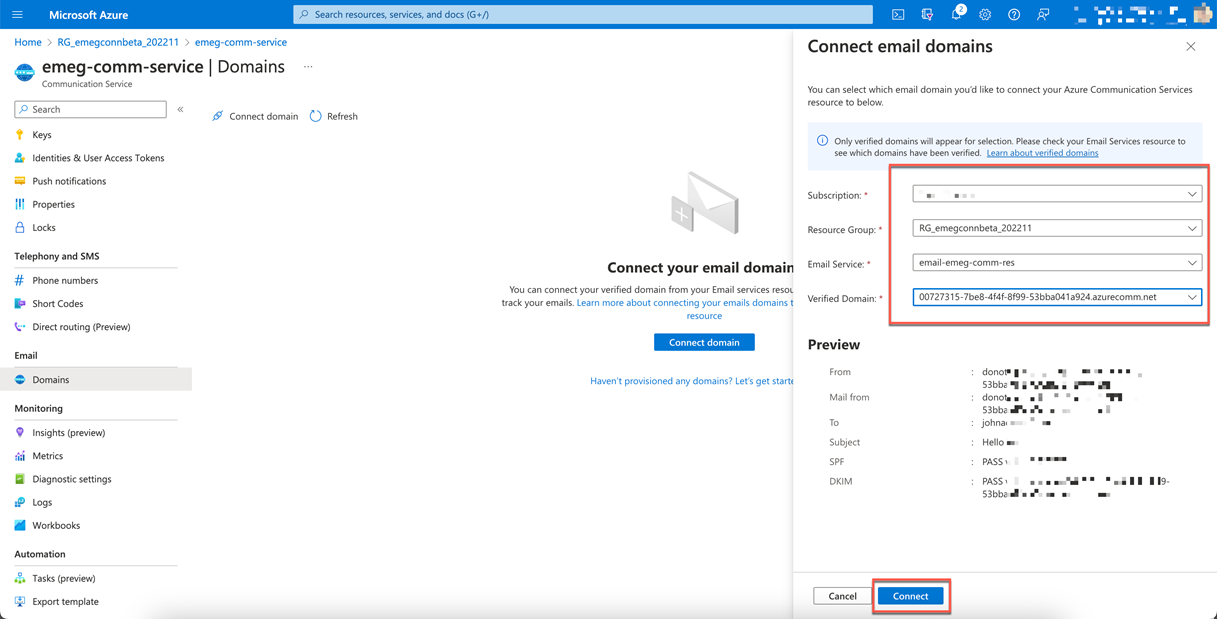 Microsoft Azure
Search resources, services, and docs (G+/)
2
Home > RG_emegconnbeta_202211 > emeg-comm-service
emeg-comm-service | Domains ...
Communication Service
Search «
Keys
Identities & User Access Tokens
Push notifications
Properties
Locks
Telephony and SMS
Phone numbers
Short Codes
Direct routing (Preview)
Email
Domains
Monitoring
Insights (preview)
Metrics
Diagnostic settings
Logs
Workbooks
Automation
Tasks (preview)
Export template
Connect domain Refresh
Connect your email domain
You can connect your verified domain from your Email services resou
track your emails. Learn more about connecting your emails domains t
resource
Connect domain
Haven't provisioned any domains? Let's get starte
Connect email domains
You can select which email domain you'd like to connect your Azure Communication Services
resource to below.
Only verified domains will appear for selection. Please check your Email Services resource to
see which domains have been verified. Learn about verified domains
Subscription: *
Resource Group: * RG_emegconnbeta_202211
Email Service: * email-emeg-comm-res
Verified Domain: * 00727315-7be8-4f4f-8f99-53bba041a924.azurecomm.net
Preview
From : donot
53bba
Mail from : donot
53bba
To : johna
Subject : Hello
SPF : PASS
DKIM : PASS 9-
53bba
Cancel Connect